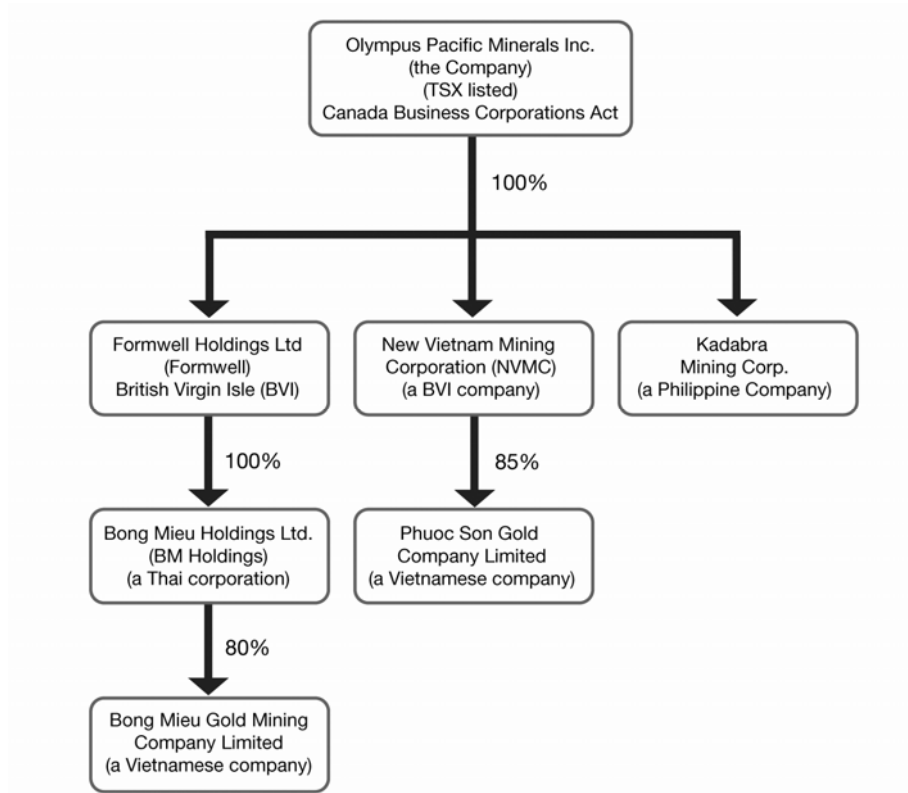 Olympus Pacific Minerals Inc.
(the Company)
(TSX listed)
Canada Business Corporations Act
100%
Formwell Holdings Ltd
(Formwell)
British Virgin Isle (BVI)
New Vietnam Mining
Corporation (NVMC)
(a BVI company)
Kadabra
Mining Corp.
(a Philippine Company)
100%
85%
Bong Mieu Holdings Ltd.
(BM Holdings)
(a Thai corporation)
Phuoc Son Gold
Company Limited
(a Vietnamese company)
80%
Bong Mieu Gold Mining
Company Limited
(a Vietnamese company)